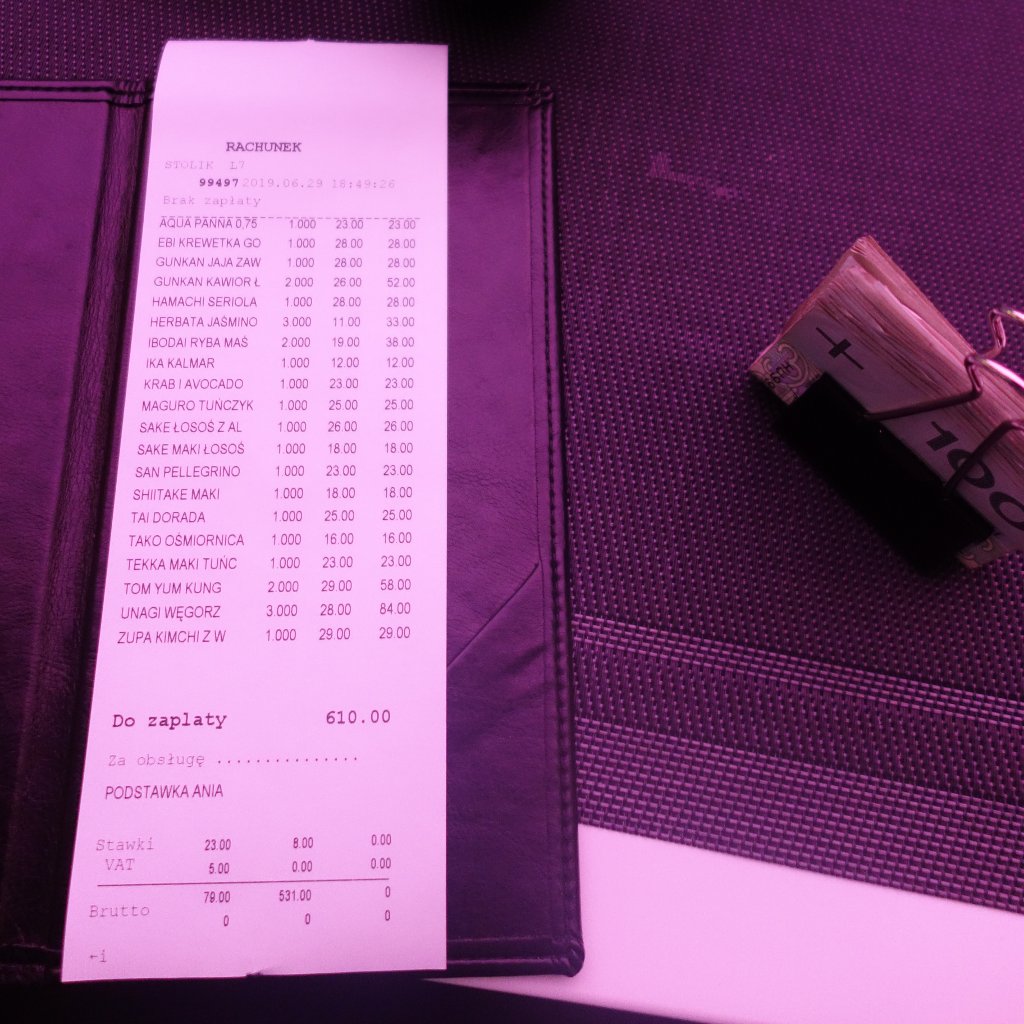 RACHUNEK
STOLIK L7
99497 2019.06.29 18:49:26
Brak zapłaty
AQUA PANNA 0,75 1.000 23.00 23.00
EBI KREWETKA GO 1.000 28.00 28.00
GUNKAN JAJA ZAW 1.000 28.00 28.00
GUNKAN KAWIOR Ł 2.000 26.00 52.00
HAMACHI SERIOLA 1.000 28.00 28.00
HERBATA JAŚMINO 3.000 11.00 33.00
IBODAI RYBA MAŚ 2.000 19.00 38.00
IKA KALMAR 1.000 12.00 12.00
KRAB I AVOCADO 1.000 23.00 23.00
MAGURO TUŃCZYK 1.000 25.00 25.00
SAKE ŁOSOŚ Z AL 1.000 26.00 26.00
SAKE MAKI ŁOSOŚ 1.000 18.00 18.00
SAN PELLEGRINO 1.000 23.00 23.00
SHIITAKE MAKI 1.000 18.00 18.00
TAI DORADA 1.000 25.00 25.00
TAKO OŚMIORNICA 1.000 16.00 16.00
TEKKA MAKI TUŃC 1.000 23.00 23.00
TOM YUM KUNG 2.000 29.00 58.00
UNAGI WĘGORZ 3.000 28.00 84.00
ZUPA KIMCHI Z W 1.000 29.00 29.00
Do zaplaty 610.00
Za obsługę ...............
PODSTAWKA ANIA
Stawki 23.00 8.00 0.00
VAT 5.00 0.00 0.00
79.00 531.00 0
Brutto 0 0 0
←i
100